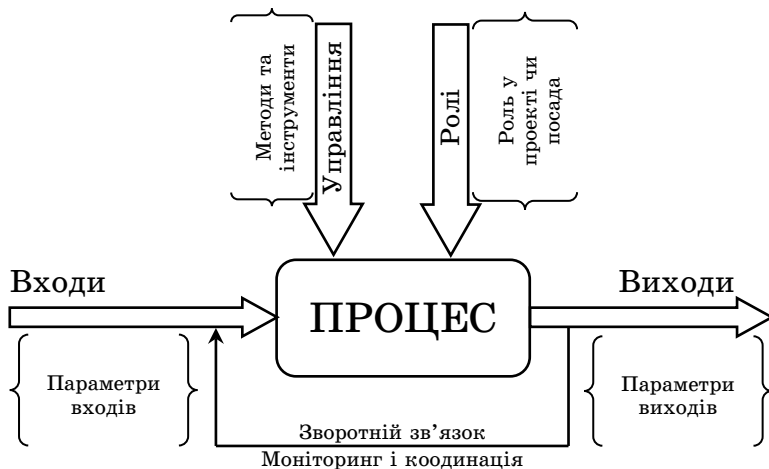 Методи та
інструменти
Управління
Ролі
Роль у
проекті чи
посада
Входи
ПРОЦЕС
Виходи
Параметри
входів
Параметри
виходів
Зворотній зв’язок
Моніторинг і коодинація